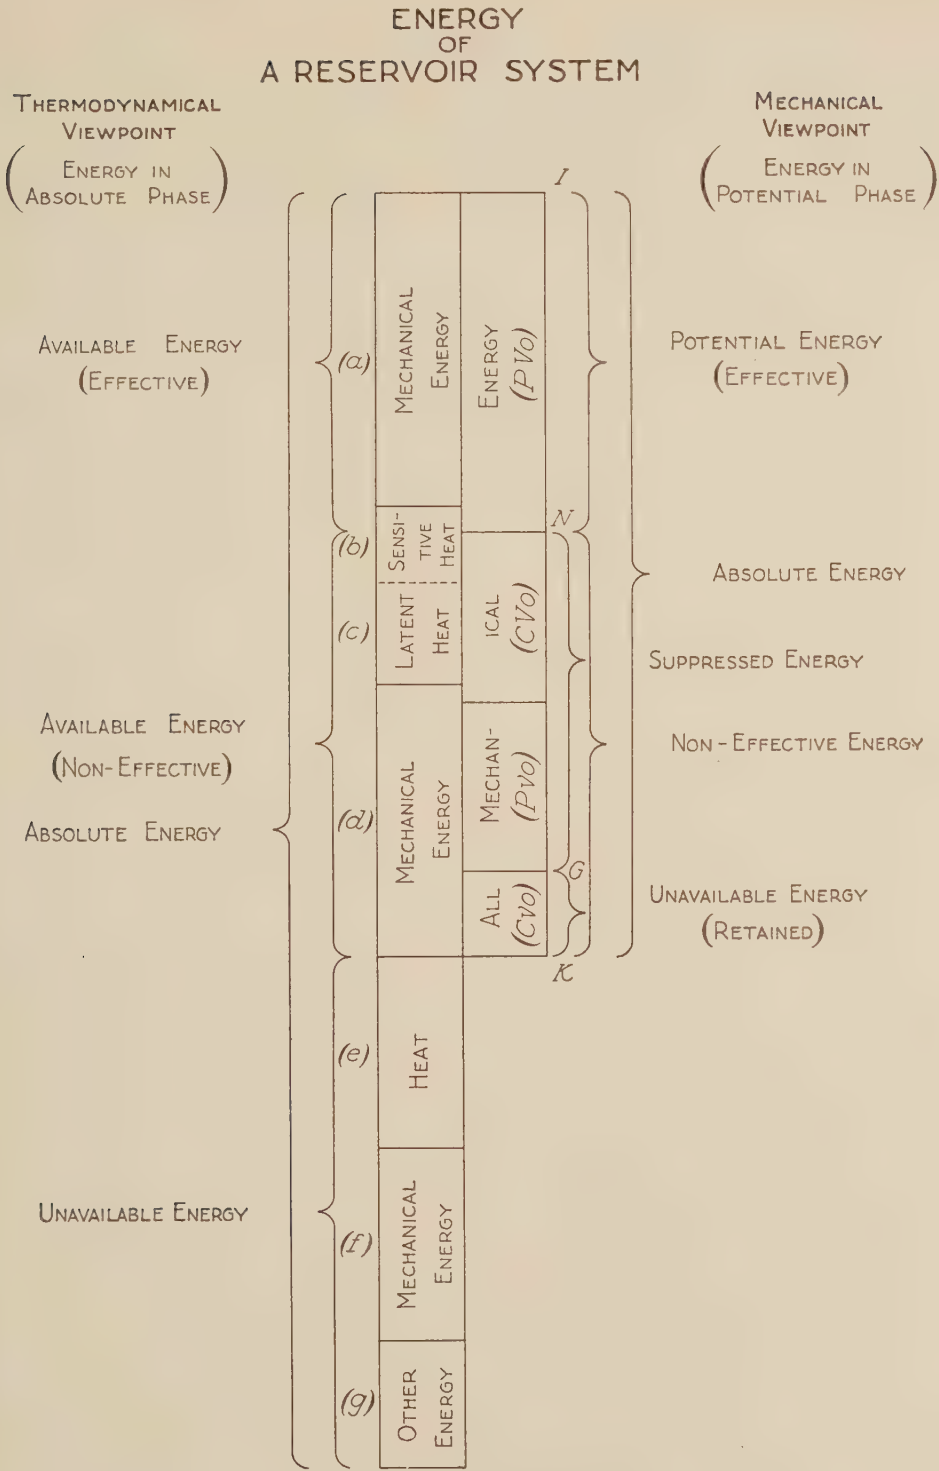 ENERGY
OF
A RESERVOIR SYSTEM
THERMODYNAMICAL
VIEWPOINT
(ENERGY IN
ABSOLUTE PHASE)
MECHANICAL
VIEWPOINT
(ENERGY IN
POTENTIAL PHASE)
I
AVAILABLE ENERGY
(EFFECTIVE)
(a)
MECHANICAL
ENERGY
ENERGY
(PVo)
POTENTIAL ENERGY
(EFFECTIVE)
N
(b)
SENSI-
TIVE
HEAT
ABSOLUTE ENERGY
(c)
LATENT
HEAT
ICAL
(CVo)
SUPPRESSED ENERGY
AVAILABLE ENERGY
(NON-EFFECTIVE)
NON-EFFECTIVE ENERGY
ABSOLUTE ENERGY
(d)
MECHANICAL
ENERGY
MECHAN-
(PVo)
G
ALL
(CVo)
UNAVAILABLE ENERGY
(RETAINED)
K
(e)
HEAT
UNAVAILABLE ENERGY
(f)
MECHANICAL
ENERGY
(g)
OTHER
ENERGY